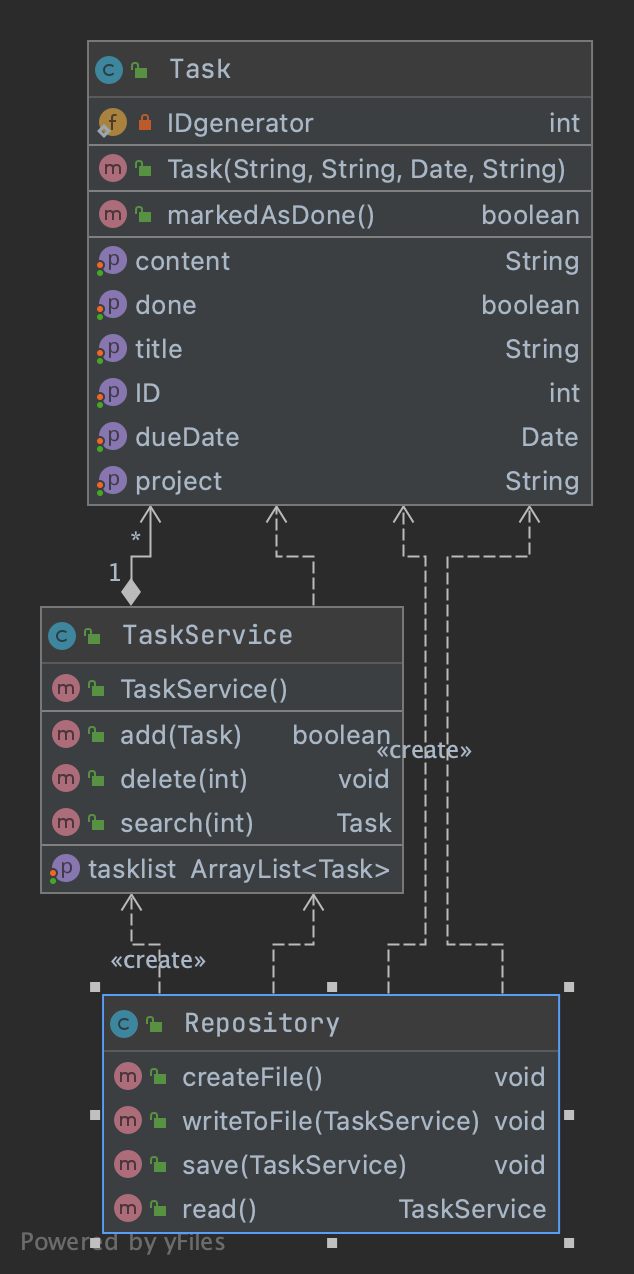 C Task
f IDgenerator int
m Task(String, String, Date, String)
m markedAsDone() boolean
p content String
p done boolean
p title String
p ID int
p dueDate Date
p project String
*
1
C TaskService
m TaskService()
m add(Task) boolean
«create»
m delete(int) void
m search(int) Task
p tasklist ArrayList<Task>
«create»
C Repository
m createFile() void
m writeToFile(TaskService) void
m save(TaskService) void
m read() TaskService
Powered by yFiles